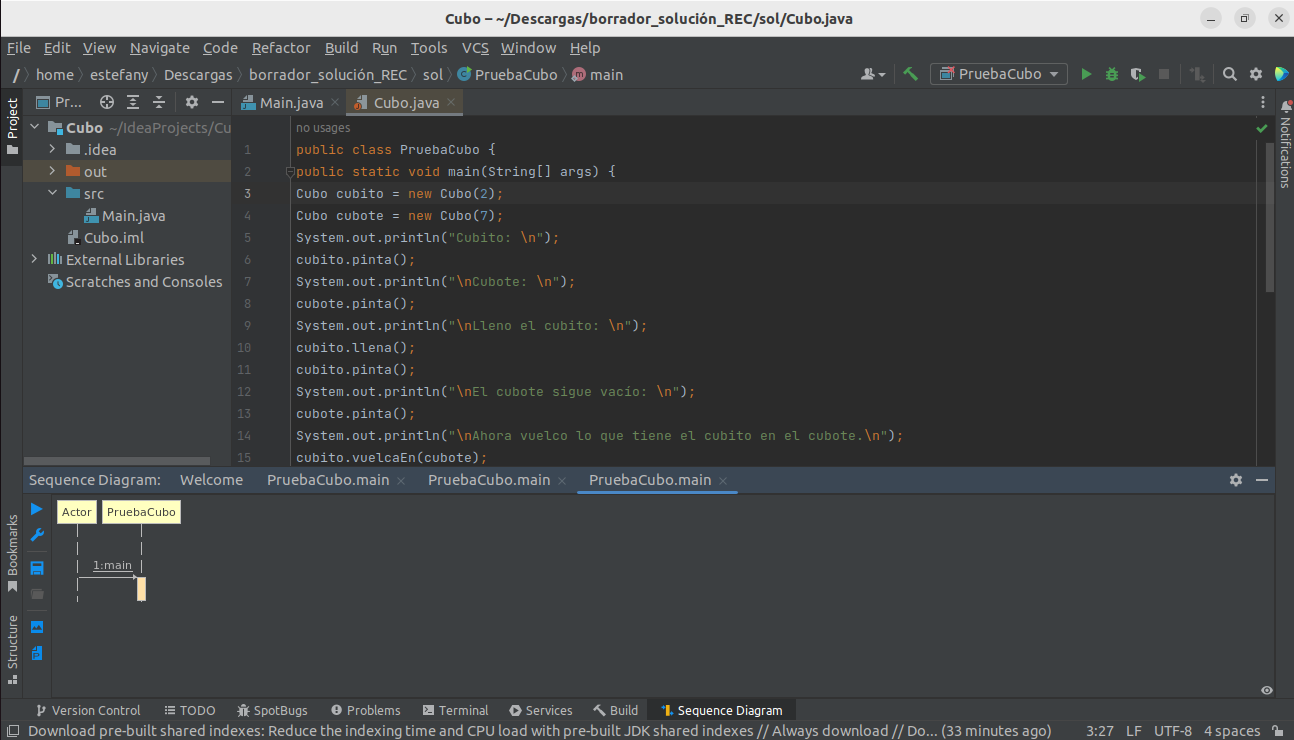 Cubo – ~/Descargas/borrador_solución_REC/sol/Cubo.java
File Edit View Navigate Code Refactor Build Run Tools VCS Window Help
/ home estefany Descargas borrador_solución_REC sol PruebaCubo m main PruebaCubo
Project
Pr...
Main.java
Cubo.java
Cubo ~/IdeaProjects/Cu
.idea
out
src
Main.java
Cubo.iml
External Libraries
Scratches and Consoles
no usages
1 public class PruebaCubo {
2 public static void main(String[] args) {
3 Cubo cubito = new Cubo(2);
4 Cubo cubote = new Cubo(7);
5 System.out.println("Cubito: \n");
6 cubito.pinta();
7 System.out.println("\nCubote: \n");
8 cubote.pinta();
9 System.out.println("\nLleno el cubito: \n");
10 cubito.llena();
11 cubito.pinta();
12 System.out.println("\nEl cubote sigue vacío: \n");
13 cubote.pinta();
14 System.out.println("\nAhora vuelco lo que tiene el cubito en el cubote.\n");
15 cubito.vuelcaEn(cubote);
Notifications
Sequence Diagram: Welcome PruebaCubo.main PruebaCubo.main PruebaCubo.main
Actor PruebaCubo
1:main
Bookmarks
Structure
Version Control TODO SpotBugs Problems Terminal Services Build Sequence Diagram
Download pre-built shared indexes: Reduce the indexing time and CPU load with pre-built JDK shared indexes // Always download // Do... (33 minutes ago) 3:27 LF UTF-8 4 spaces